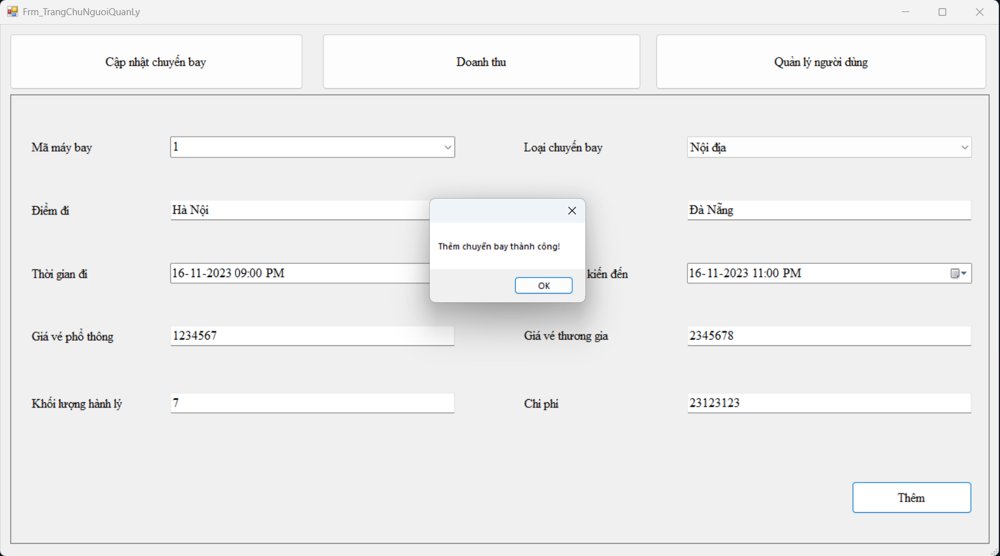 Frm_TrangChuNguoiQuanLy
Cập nhật chuyến bay
Doanh thu
Quản lý người dùng
Mã máy bay
1
Loại chuyến bay
Nội địa
Điểm đi
Hà Nội
Đà Nẵng
Thêm chuyến bay thành công!
OK
Thời gian đi
16-11-2023 09:00 PM
kiến đến
16-11-2023 11:00 PM
Giá vé phổ thông
1234567
Giá vé thương gia
2345678
Khối lượng hành lý
7
Chi phí
23123123
Thêm